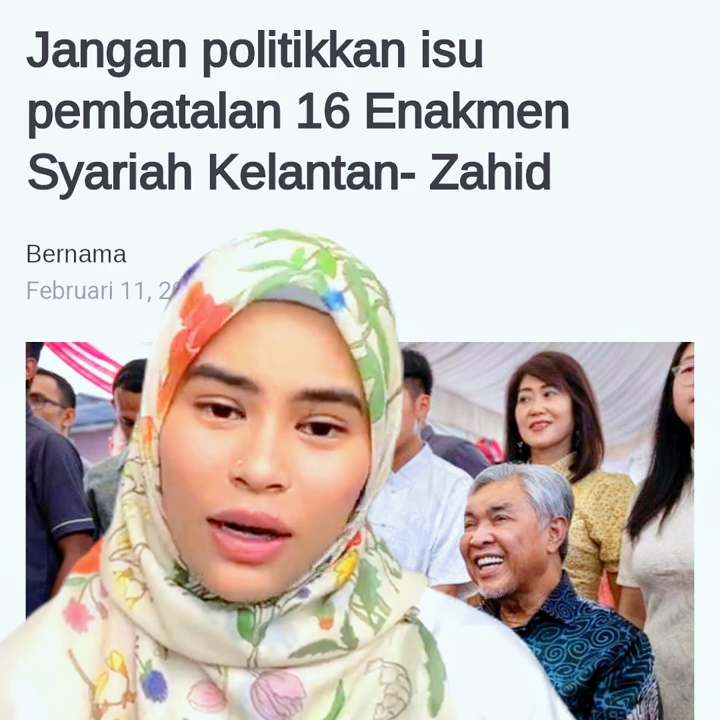 Jangan politikkan isu
pembatalan 16 Enakmen
Syariah Kelantan- Zahid
Bernama
Februari 11,